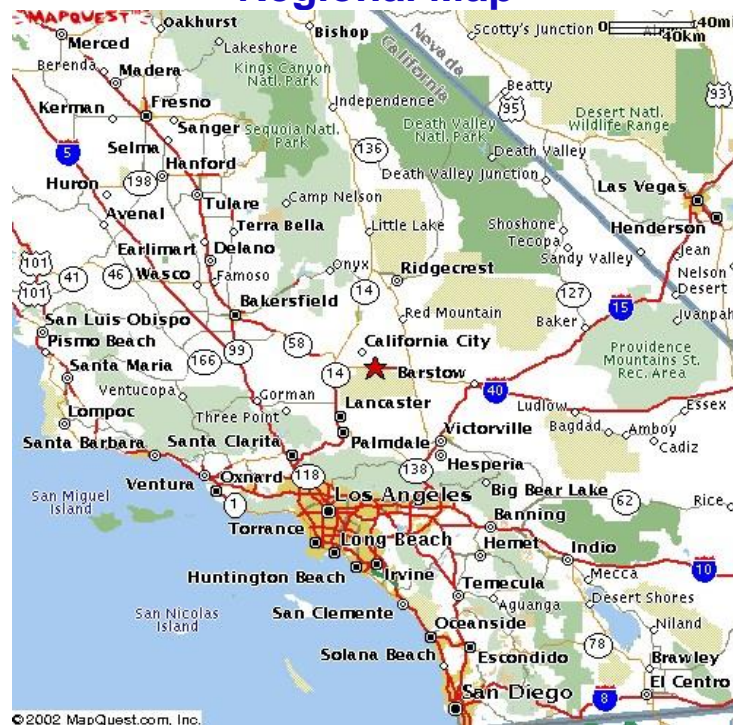 Regional Map
MAPQUEST
Oakhurst
Bishop
Scotty's Junction
0
40mi
40km
Merced
Lakeshore
Nevada
California
Berenda
Madera
Kings Canyon
Natl. Park
Beatty
95
93
Kerman
Fresno
Independence
Death Valley
Natl. Park
Desert Natl.
Wildlife Range
Sanger
Sequoia Natl.
Park
5
Selma
136
Death Valley
Hanford
Death Valley Junction
Las Vegas
Huron
198
Tulare
Camp Nelson
Henderson
Avenal
Terra Bella
Little Lake
Shoshone
Tecopa
Earlimart
Delano
Sandy Valley
Jean
101
41
46
Wasco
Famoso
Onyx
Ridgecrest
Nelson
Desert
101
14
127
15
Bakersfield
Red Mountain
Ivanpah
San Luis Obispo
Baker
Pismo Beach
58
California City
Providence
Mountains St.
Rec. Area
166
99
Santa Maria
14
Barstow
40
Ventucopa
Gorman
Lancaster
Ludlow
Essex
Lompoc
Three Point
Bagdad
Amboy
Santa Barbara
Santa Clarita
Palmdale
Victorville
Cadiz
Hesperia
Ventura
Oxnard
118
138
San Miguel
Island
1
Los Angeles
Big Bear Lake
62
Rice
Banning
Torrance
Long Beach
Hemet
Indio
10
Huntington Beach
Irvine
Mecca
San Nicolas
Island
San Clemente
Temecula
Aguanga
Desert Shores
Oceanside
Niland
78
Solana Beach
Escondido
Brawley
El Centro
San Diego
8
©2002 MapQuest.com, Inc.